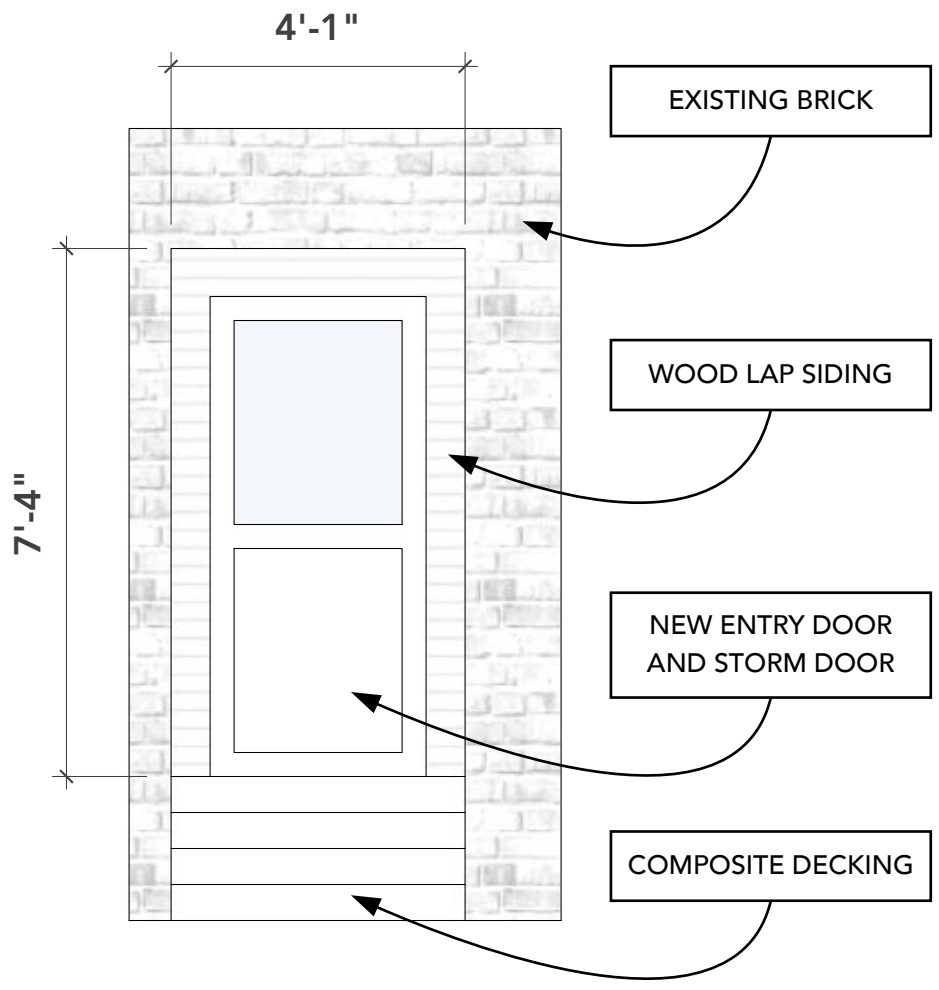 4'-1"
EXISTING BRICK
WOOD LAP SIDING
7'-4"
NEW ENTRY DOOR
AND STORM DOOR
COMPOSITE DECKING